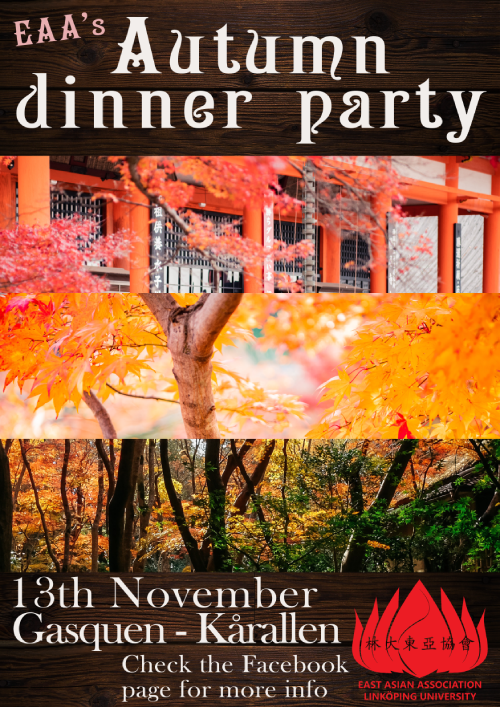 EAA's
Autumn
dinner party
13th November
Gasquen - Kårallen
Check the Facebook
page for more info
林大東亞協會
EAST ASIAN ASSOCIATION
LINKÖPING UNIVERSITY